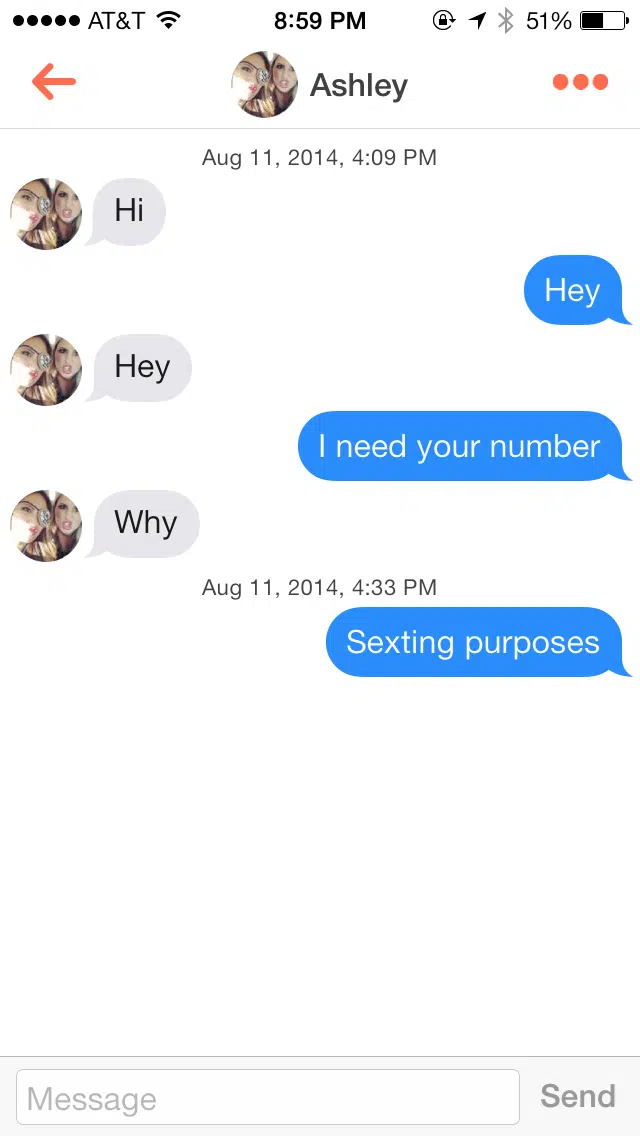 AT&T 8:59 PM 51%
Ashley
Aug 11, 2014, 4:09 PM
Hi
Hey
Hey
I need your number
Why
Aug 11, 2014, 4:33 PM
Sexting purposes
Message Send